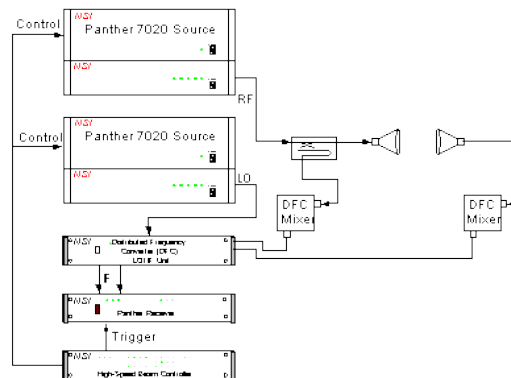 NSI
Control
Panther 7020 Source
NSI
RF
NSI
Control
Panther 7020 Source
NSI
LO
DFC
Mixer
DFC
Mixer
NSI
Distributed Frequency
Converter (DFC)
LO/IF Unit
IF
NSI
Panther Receiver
Trigger
NSI
High-Speed Beam Controller